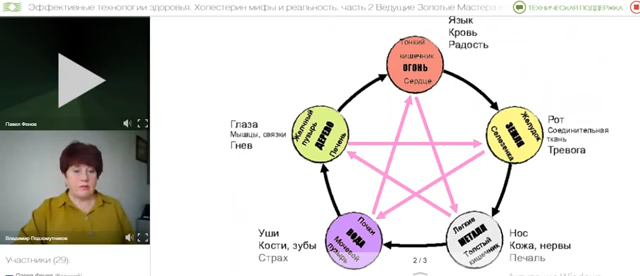 Эффективные технологии здоровья. Холестерин мифы и реальность. часть 2 Ведущие Золотые Мастера
ТЕХНИЧЕСКАЯ ПОДДЕРЖКА
Павел Фенов
Владимир Подхомутников
Участники (29):
Язык
Кровь
Радость
Тонкий
кишечник
ОГОНЬ
Сердце
Глаза
Мышцы, связки
Гнев
Желчный
пузырь
ДЕРЕВО
Печень
Желудок
ЗЕМЛЯ
Селезенка
Рот
Соединительная
ткань
Тревога
Уши
Кости, зубы
Страх
Почки
ВОДА
Мочевой
пузырь
Легкие
МЕТАЛЛ
Толстый
кишечник
Нос
Кожа, нервы
Печаль
2 / 3